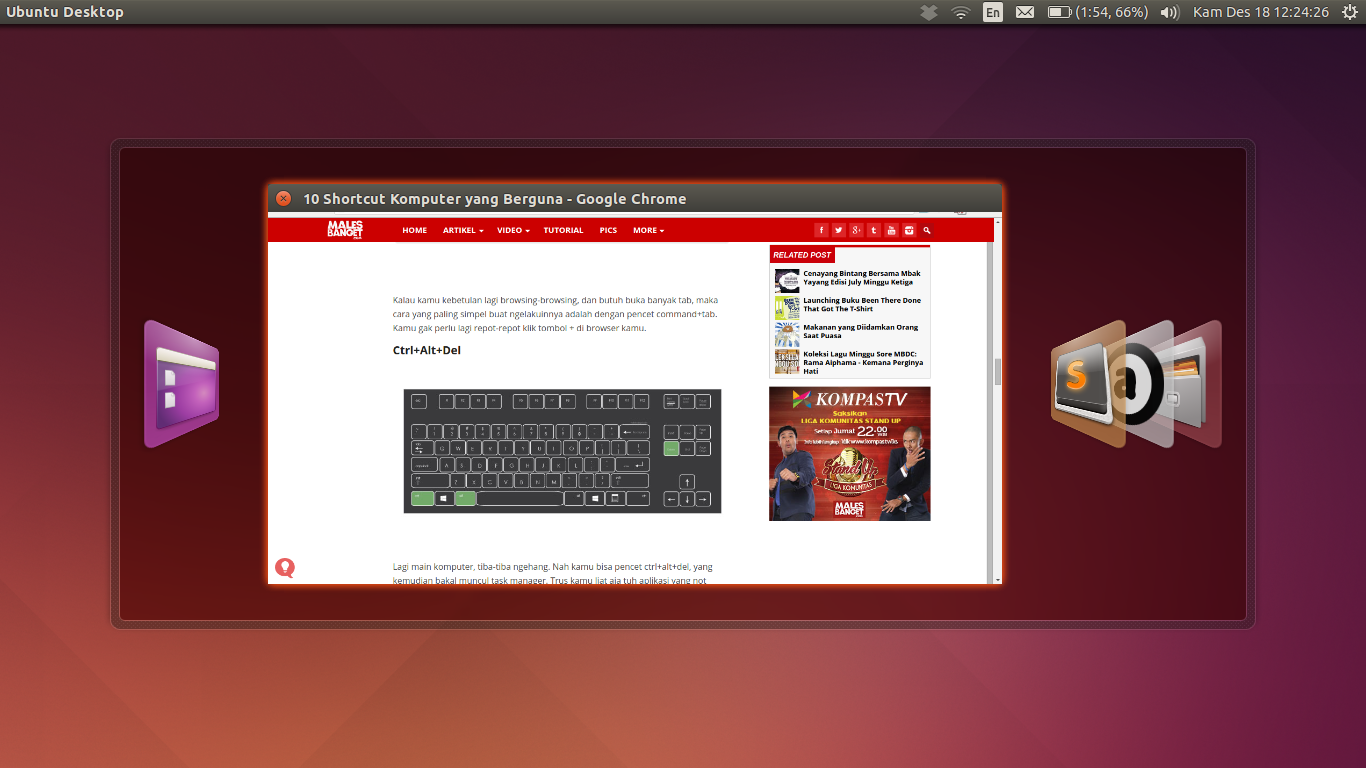 Ubuntu Desktop
En
(1:54, 66%)
Kam Des 18 12:24:26
10 Shortcut Komputer yang Berguna - Google Chrome
MALES
BANGET
HOME
ARTIKEL
VIDEO
TUTORIAL
PICS
MORE
RELATED POST
Cenayang Bintang Bersama Mbak
Yayang Edisi July Minggu Ketiga
Launching Buku Been There Done
That Got The T-Shirt
Makanan yang Diidamkan Orang
Saat Puasa
Koleksi Lagu Minggu Sore MBDC:
Rama Aiphama - Kemana Perginya
Hati
Kalau kamu kebetulan lagi browsing-browsing, dan butuh buka banyak tab, maka
cara yang paling simpel buat ngelakuinnya adalah dengan pencet command+tab.
Kamu gak perlu lagi repot-repot klik tombol + di browser kamu.
Ctrl+Alt+Del
KOMPASTV
Saksikan
LIGA KOMUNITAS STAND UP
Setiap Jumat 22.00
Stand Up
LIGA KOMUNITAS
MALES
BANGET
Lagi main komputer, tiba-tiba ngehang. Nah kamu bisa pencet ctrl+alt+del, yang
kemudian bakal muncul task manager. Trus kamu liat aja tuh aplikasi yang not
S
a